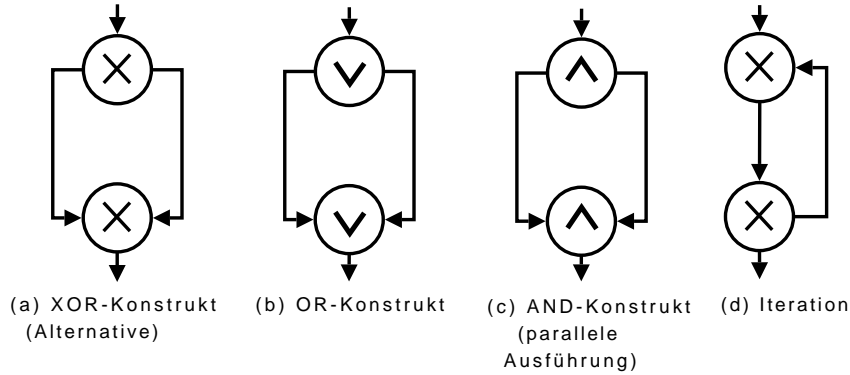 (a) XOR-Konstrukt
(Alternative)
(b) OR-Konstrukt
(c) AND-Konstrukt
(parallele
Ausführung)
(d) Iteration